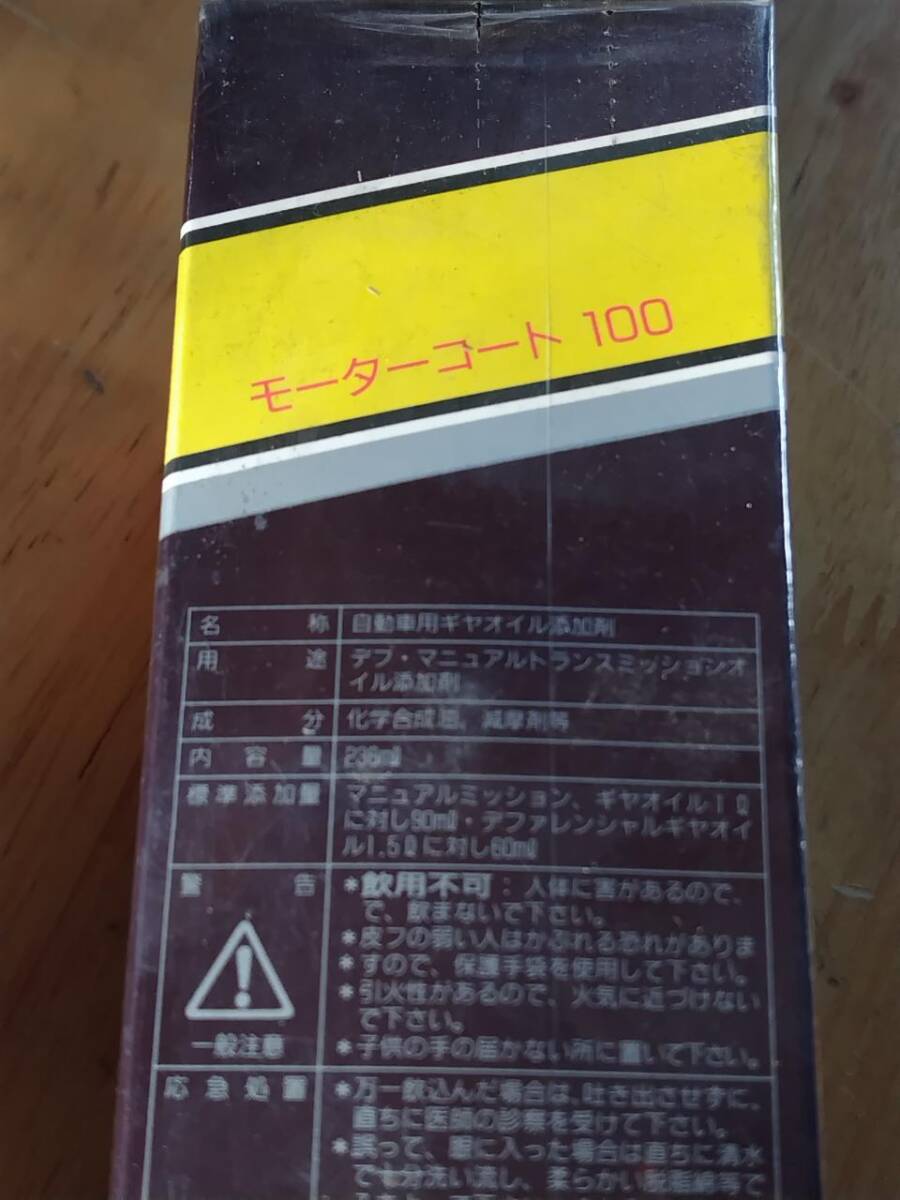 モーターコート 100
名称 自動車用ギヤオイル添加剤
用途 デフ・マニュアルトランスミッションオ
イル添加剤
成分 化学合成油、減摩剤等
内容量 236ml
標準添加量 マニュアルミッション、ギヤオイル1ℓ
に対し90mℓ・デファレンシャルギヤオイ
ル1.5ℓに対し60mℓ
警告 *飲用不可：人体に害があるので、
で、飲まないで下さい。
*皮フの弱い人はかぶれる恐れがありま
*すので、保護手袋を使用して下さい。
*引火性があるので、火気に近づけない
で下さい。
一般注意 *子供の手の届かない所に置いて下さい。
応急処置 *万一飲込んだ場合は、吐き出させずに、
直ちに医師の診察を受けて下さい。
*誤って、眼に入った場合は直ちに清水
で十分洗い流し、柔らかい脱脂綿等で